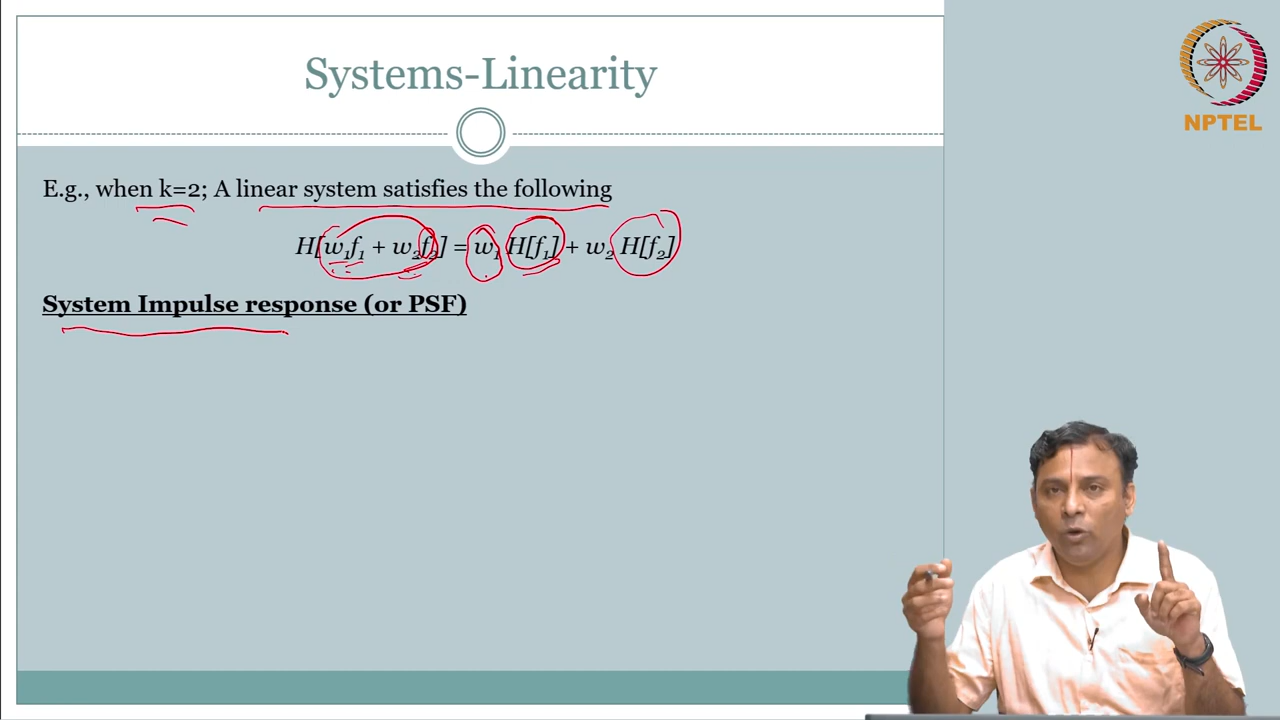 Systems-Linearity
NPTEL
E.g., when k=2; A linear system satisfies the following
H[w₁f₁ + w₂f₂] = w₁ H[f₁] + w₂ H[f₂]
System Impulse response (or PSF)